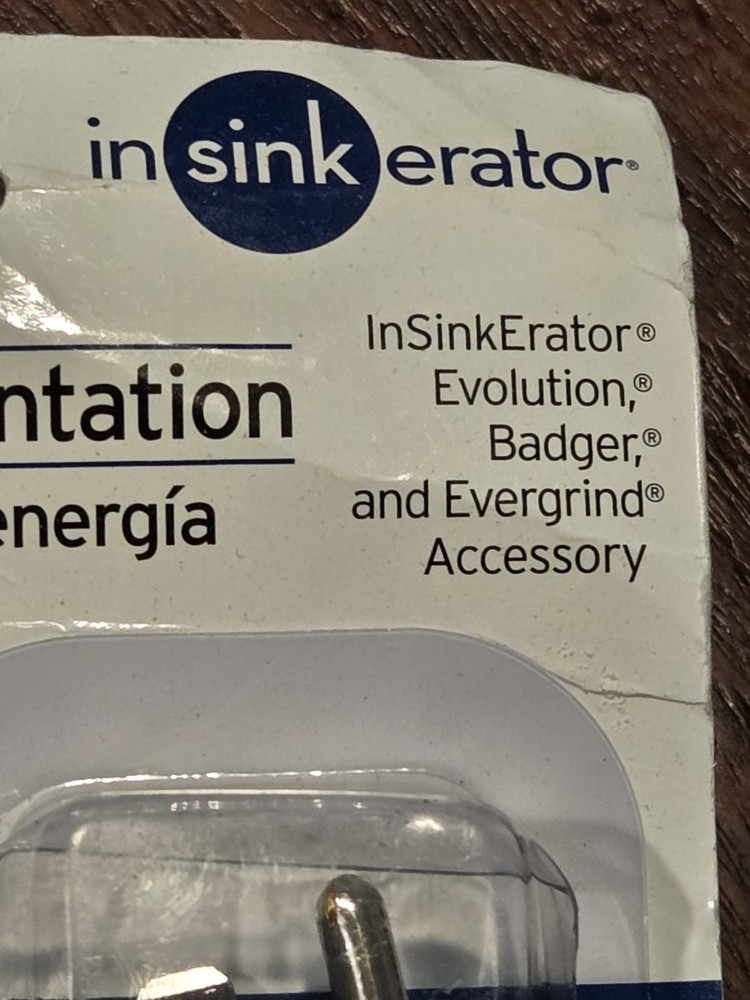 insinkerator®
InSinkErator®
Evolution,®
Badger,®
and Evergrind®
Accessory
ntation
energía